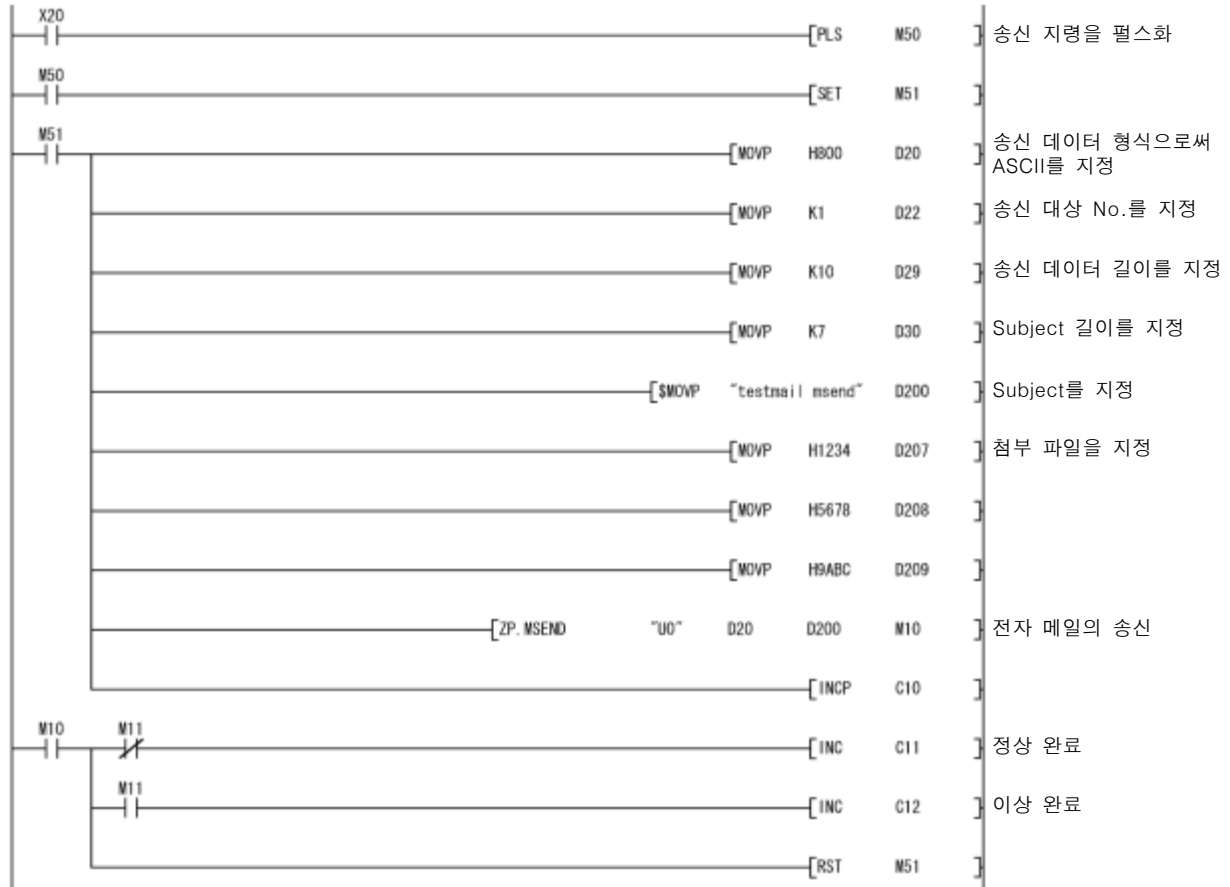 X20
[PLS M50 ] 송신 지령을 펄스화
M50
[SET M51 ]
M51
[MOVP H800 D20 ] 송신 데이터 형식으로써
ASCII를 지정
[MOVP K1 D22 ] 송신 대상 No.를 지정
[MOVP K10 D29 ] 송신 데이터 길이를 지정
[MOVP K7 D30 ] Subject 길이를 지정
[$MOVP "testmail msend" D200 ] Subject를 지정
[MOVP H1234 D207 ] 첨부 파일을 지정
[MOVP H5678 D208 ]
[MOVP H9ABC D209 ]
[ZP.MSEND "U0" D20 D200 M10 ] 전자 메일의 송신
[INCP C10 ]
M10 M11
[INC C11 ] 정상 완료
M11
[INC C12 ] 이상 완료
[RST M51 ]